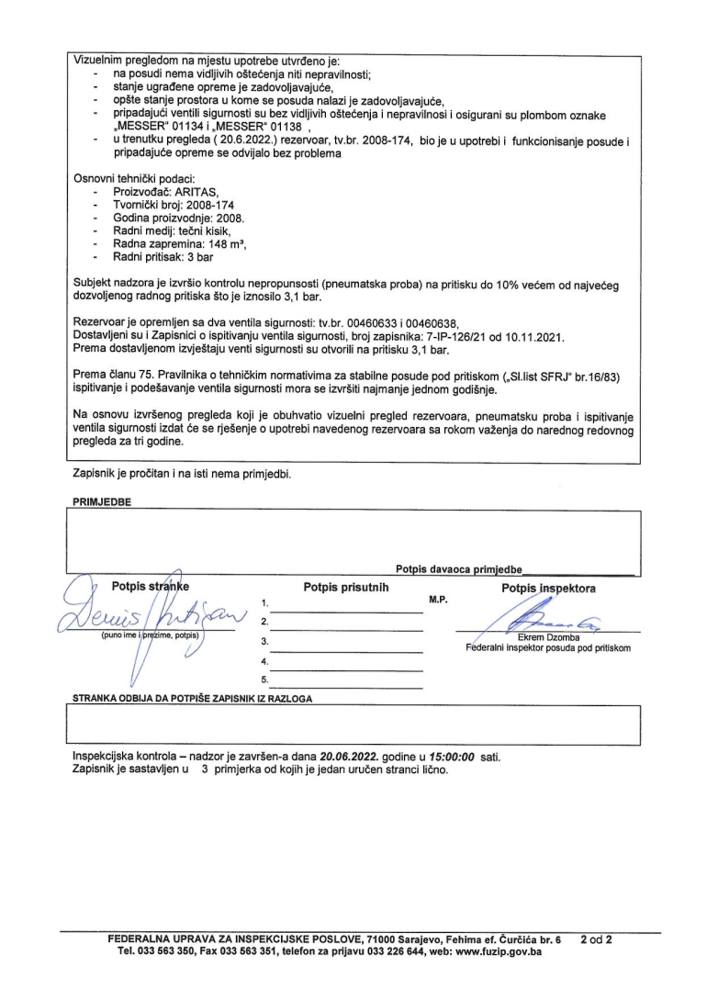 Vizuelnim pregledom na mjestu upotrebe utvrđeno je:
- na posudi nema vidljivih oštećenja niti nepravilnosti;
- stanje ugrađene opreme je zadovoljavajuće,
- opšte stanje prostora u kome se posuda nalazi je zadovoljavajuće,
- pripadajući ventili sigurnosti su bez vidljivih oštećenja i nepravilnosi i osigurani su plombom oznake
„MESSER" 01134 i „MESSER" 01138 ,
- u trenutku pregleda ( 20.6.2022.) rezervoar, tv.br. 2008-174, bio je u upotrebi i funkcionisanje posude i
pripadajuće opreme se odvijalo bez problema
Osnovni tehnički podaci:
- Proizvođač: ARITAS,
- Tvornički broj: 2008-174
- Godina proizvodnje: 2008.
- Radni medij: tečni kisik,
- Radna zapremina: 148 m³,
- Radni pritisak: 3 bar
Subjekt nadzora je izvršio kontrolu nepropunsosti (pneumatska proba) na pritisku do 10% većem od najvećeg
dozvoljenog radnog pritiska što je iznosilo 3,1 bar.
Rezervoar je opremljen sa dva ventila sigurnosti: tv.br. 00460633 i 00460638,
Dostavljeni su i Zapisnici o ispitivanju ventila sigurnosti, broj zapisnika: 7-IP-126/21 od 10.11.2021.
Prema dostavljenom izvještaju venti sigurnosti su otvorili na pritisku 3,1 bar.
Prema članu 75. Pravilnika o tehničkim normativima za stabilne posude pod pritiskom („Sl.list SFRJ" br.16/83)
ispitivanje i podešavanje ventila sigurnosti mora se izvršiti najmanje jednom godišnje.
Na osnovu izvršenog pregleda koji je obuhvatio vizuelni pregled rezervoara, pneumatsku proba i ispitivanje
ventila sigurnosti izdat će se rješenje o upotrebi navedenog rezervoara sa rokom važenja do narednog redovnog
pregleda za tri godine.
Zapisnik je pročitan i na isti nema primjedbi.
PRIMJEDBE
Potpis davaoca primjedbe
Potpis stranke Potpis prisutnih Potpis inspektora
1. M.P.
Denis
2.
(puno ime i prezime, potpis)
3.
Ekrem Dzomba
Federalni inspektor posuda pod pritiskom
4.
5.
STRANKA ODBIJA DA POTPIŠE ZAPISNIK IZ RAZLOGA
Inspekcijska kontrola – nadzor je završen-a dana 20.06.2022. godine u 15:00:00 sati.
Zapisnik je sastavljen u 3 primjerka od kojih je jedan uručen stranci lično.
FEDERALNA UPRAVA ZA INSPEKCIJSKE POSLOVE, 71000 Sarajevo, Fehima ef. Čurčića br. 6 2 od 2
Tel. 033 563 350, Fax 033 563 351, telefon za prijavu 033 226 644, web: www.fuzip.gov.ba